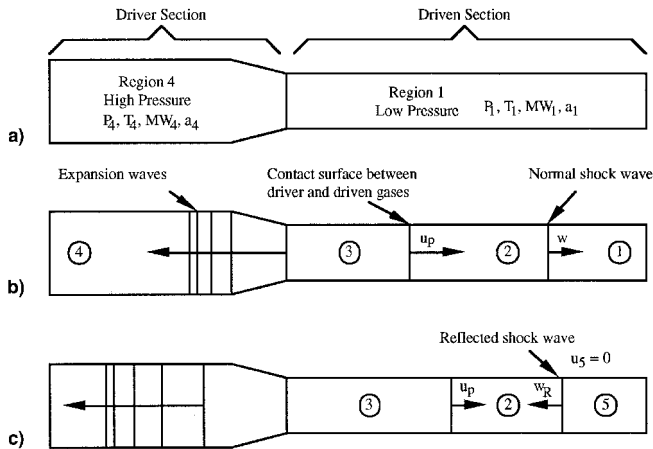 Driver Section
Driven Section
Region 4
High Pressure
P4, T4, MW4, a4
Region 1
Low Pressure P1, T1, MW1, a1
a)
Expansion waves
Contact surface between
driver and driven gases
Normal shock wave
4
3
up
2
w
1
b)
Reflected shock wave
u5 = 0
3
up
2
wR
5
c)